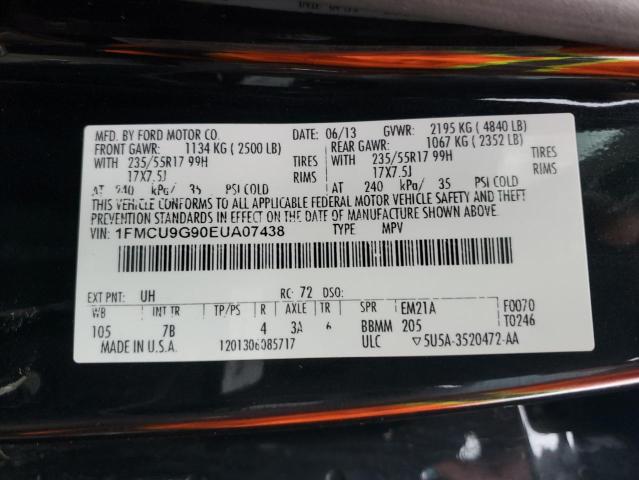 MFD. BY FORD MOTOR CO. DATE: 06/13 GVWR: 2195 KG ( 4840 LB)
FRONT GAWR: 1134 KG ( 2500 LB) REAR GAWR: 1067 KG ( 2352 LB)
WITH 235/55R17 99H TIRES WITH 235/55R17 99H TIRES
17X7.5J RIMS 17X7.5J RIMS
AT 240 kPa/ 35 PSI COLD AT 240 kPa/ 35 PSI COLD
THIS VEHICLE CONFORMS TO ALL APPLICABLE FEDERAL MOTOR VEHICLE SAFETY AND THEFT
PREVENTION STANDARDS IN EFFECT ON THE DATE OF MANUFACTURE SHOWN ABOVE.
VIN: 1FMCU9G90EUA07438 TYPE MPV
EXT PNT: UH RC: 72 DSO:
WB INT TR TP/PS R AXLE TR SPR EM21A F0070
105 7B 4 3A 6 BBMM 205 T0246
MADE IN U.S.A. 1201306085717 ULC 5U5A-3520472-AA